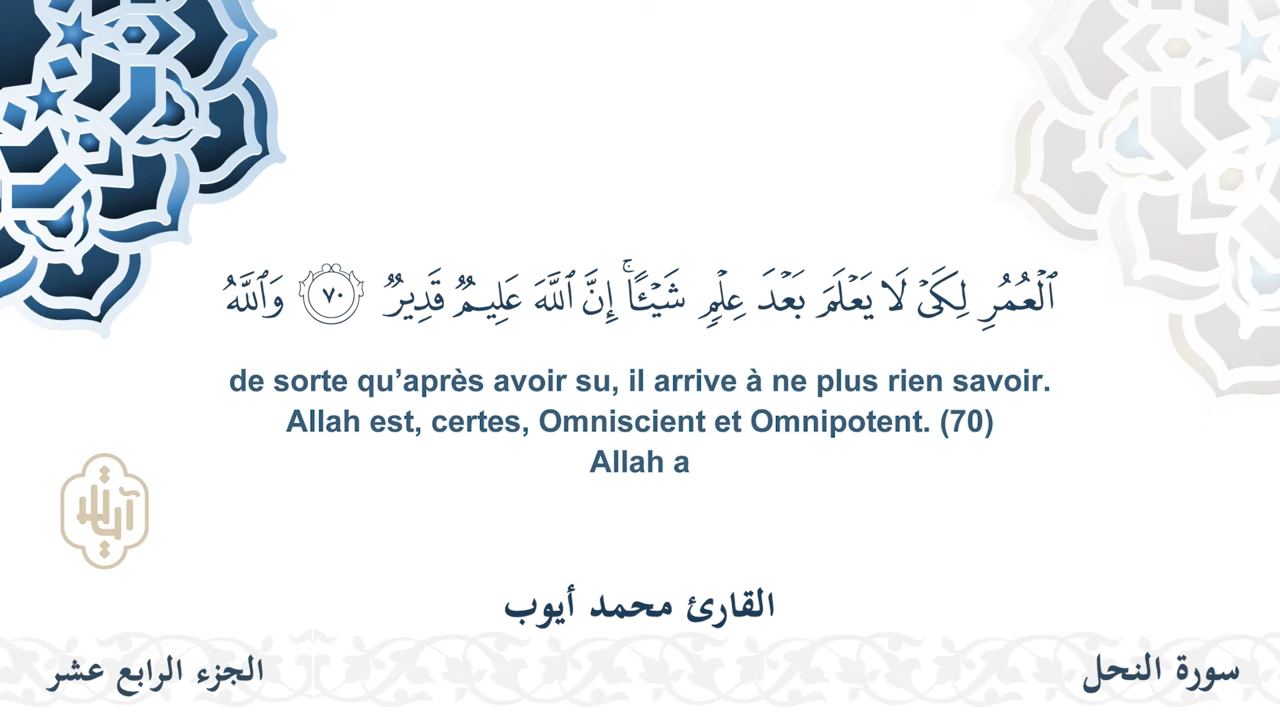 ٱلۡعُمُرِ لِكَيۡ لَا يَعۡلَمَ بَعۡدَ عِلۡمٖ شَيۡـًٔاۚ إِنَّ ٱللَّهَ عَلِيمٞ قَدِيرٞ ٧٠ وَٱللَّهُ
de sorte qu’après avoir su, il arrive à ne plus rien savoir.
Allah est, certes, Omniscient et Omnipotent. (70)
Allah a
آيات
القارئ محمد أيوب
سورة النحل
الجزء الرابع عشر